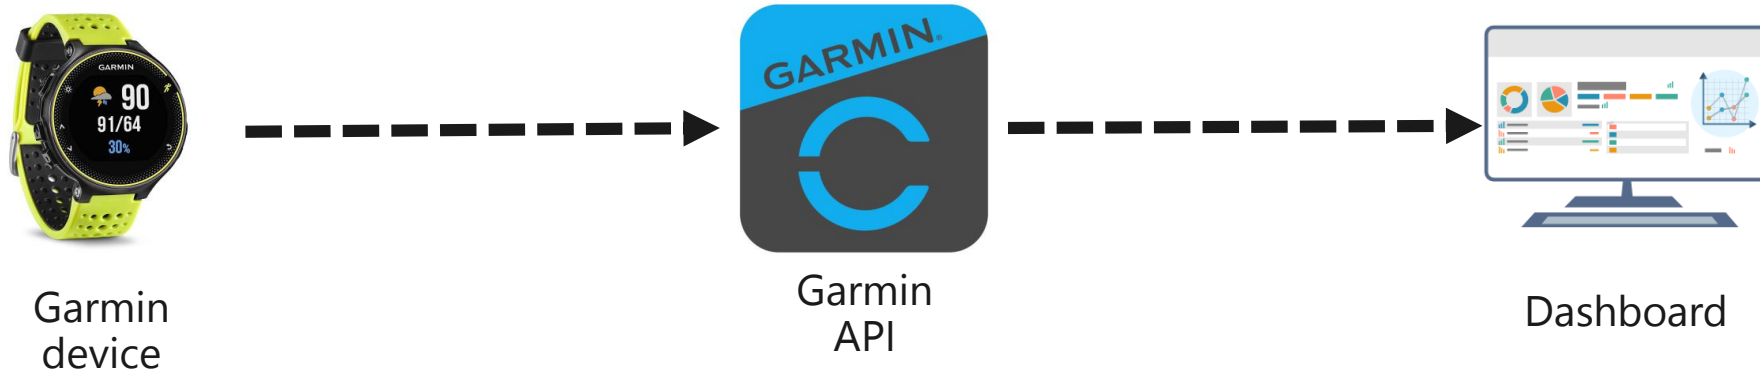 GARMIN
90
91/64
30%
Garmin
device
GARMIN.
Garmin
API
Dashboard